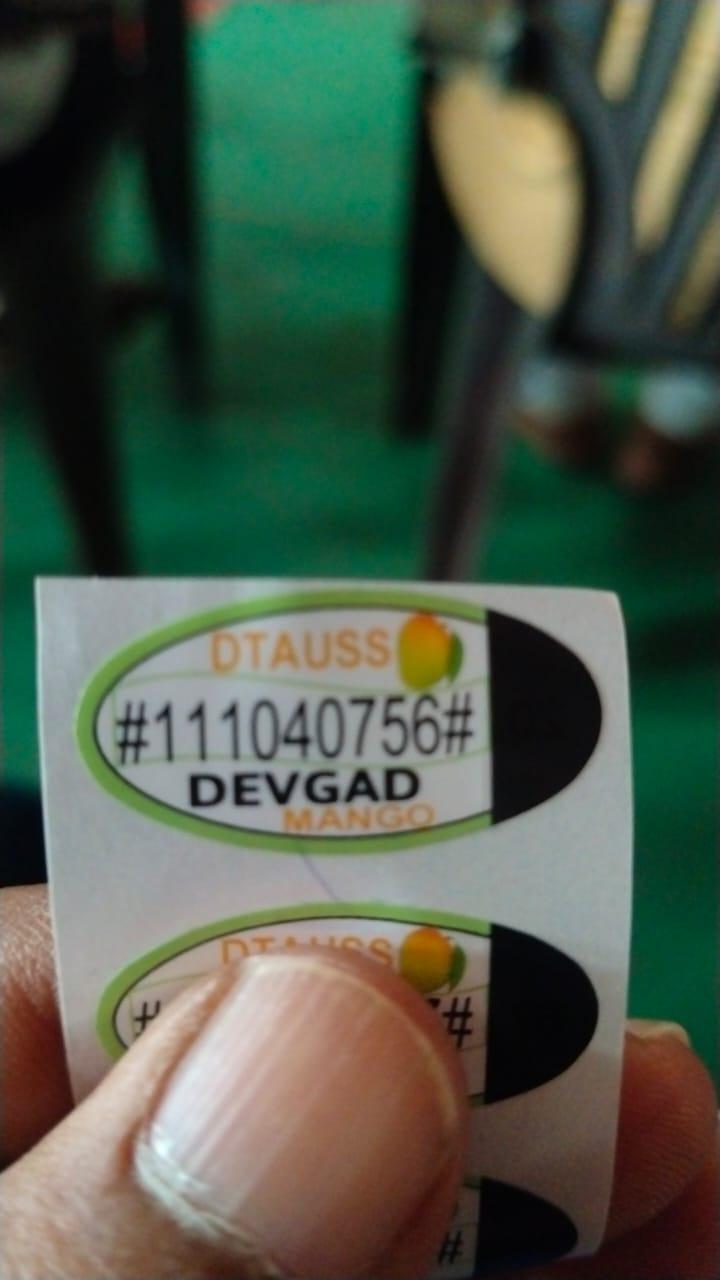 DTAUSS
#111040756#
DEVGAD
MANGO
DTAUSS